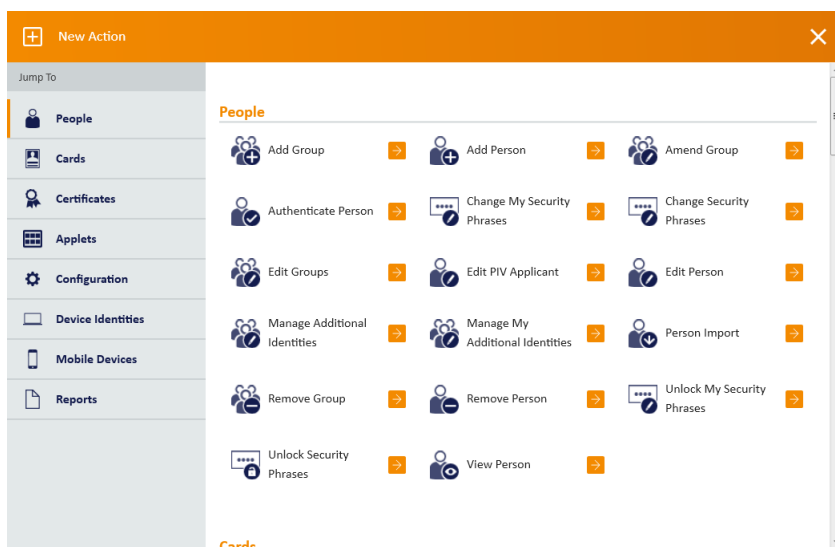 New Action
Jump To
People
Cards
Certificates
Applets
Configuration
Device Identities
Mobile Devices
Reports
People
Add Group
Add Person
Amend Group
Authenticate Person
Change My Security
Phrases
Change Security
Phrases
Edit Groups
Edit PIV Applicant
Edit Person
Manage Additional
Identities
Manage My
Additional Identities
Person Import
Remove Group
Remove Person
Unlock My Security
Phrases
Unlock Security
Phrases
View Person
Cards